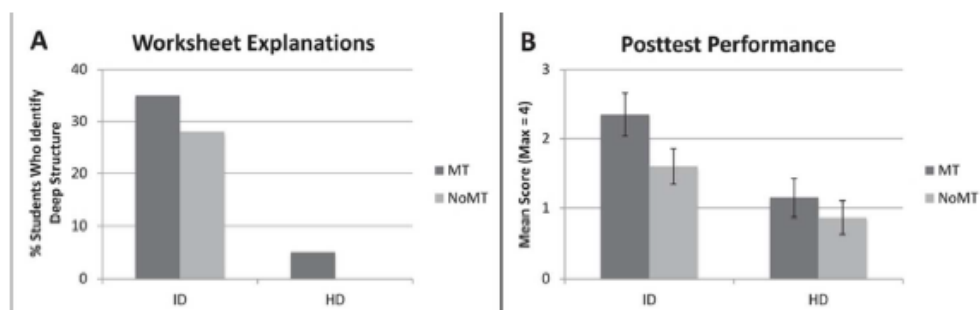 A
Worksheet Explanations
% Students Who Identify
Deep Structure
40
30
20
10
0
ID
HD
MT
NoMT
B
Posttest Performance
Mean Score (Max = 4)
3
2
1
0
ID
HD
MT
NoMT